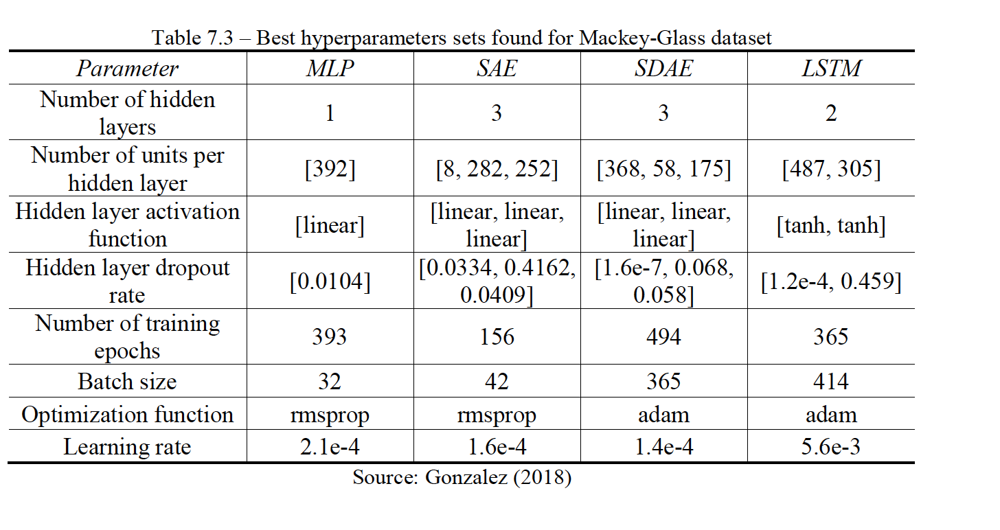 Table 7.3 – Best hyperparameters sets found for Mackey-Glass dataset
Parameter MLP SAE SDAE LSTM
Number of hidden
layers
1 3 3 2
Number of units per
hidden layer
[392] [8, 282, 252] [368, 58, 175] [487, 305]
Hidden layer activation
function
[linear]
[linear, linear,
linear]
[linear, linear,
linear]
[tanh, tanh]
Hidden layer dropout
rate
[0.0104]
[0.0334, 0.4162,
0.0409]
[1.6e-7, 0.068,
0.058]
[1.2e-4, 0.459]
Number of training
epochs
393 156 494 365
Batch size 32 42 365 414
Optimization function rmsprop rmsprop adam adam
Learning rate 2.1e-4 1.6e-4 1.4e-4 5.6e-3
Source: Gonzalez (2018)